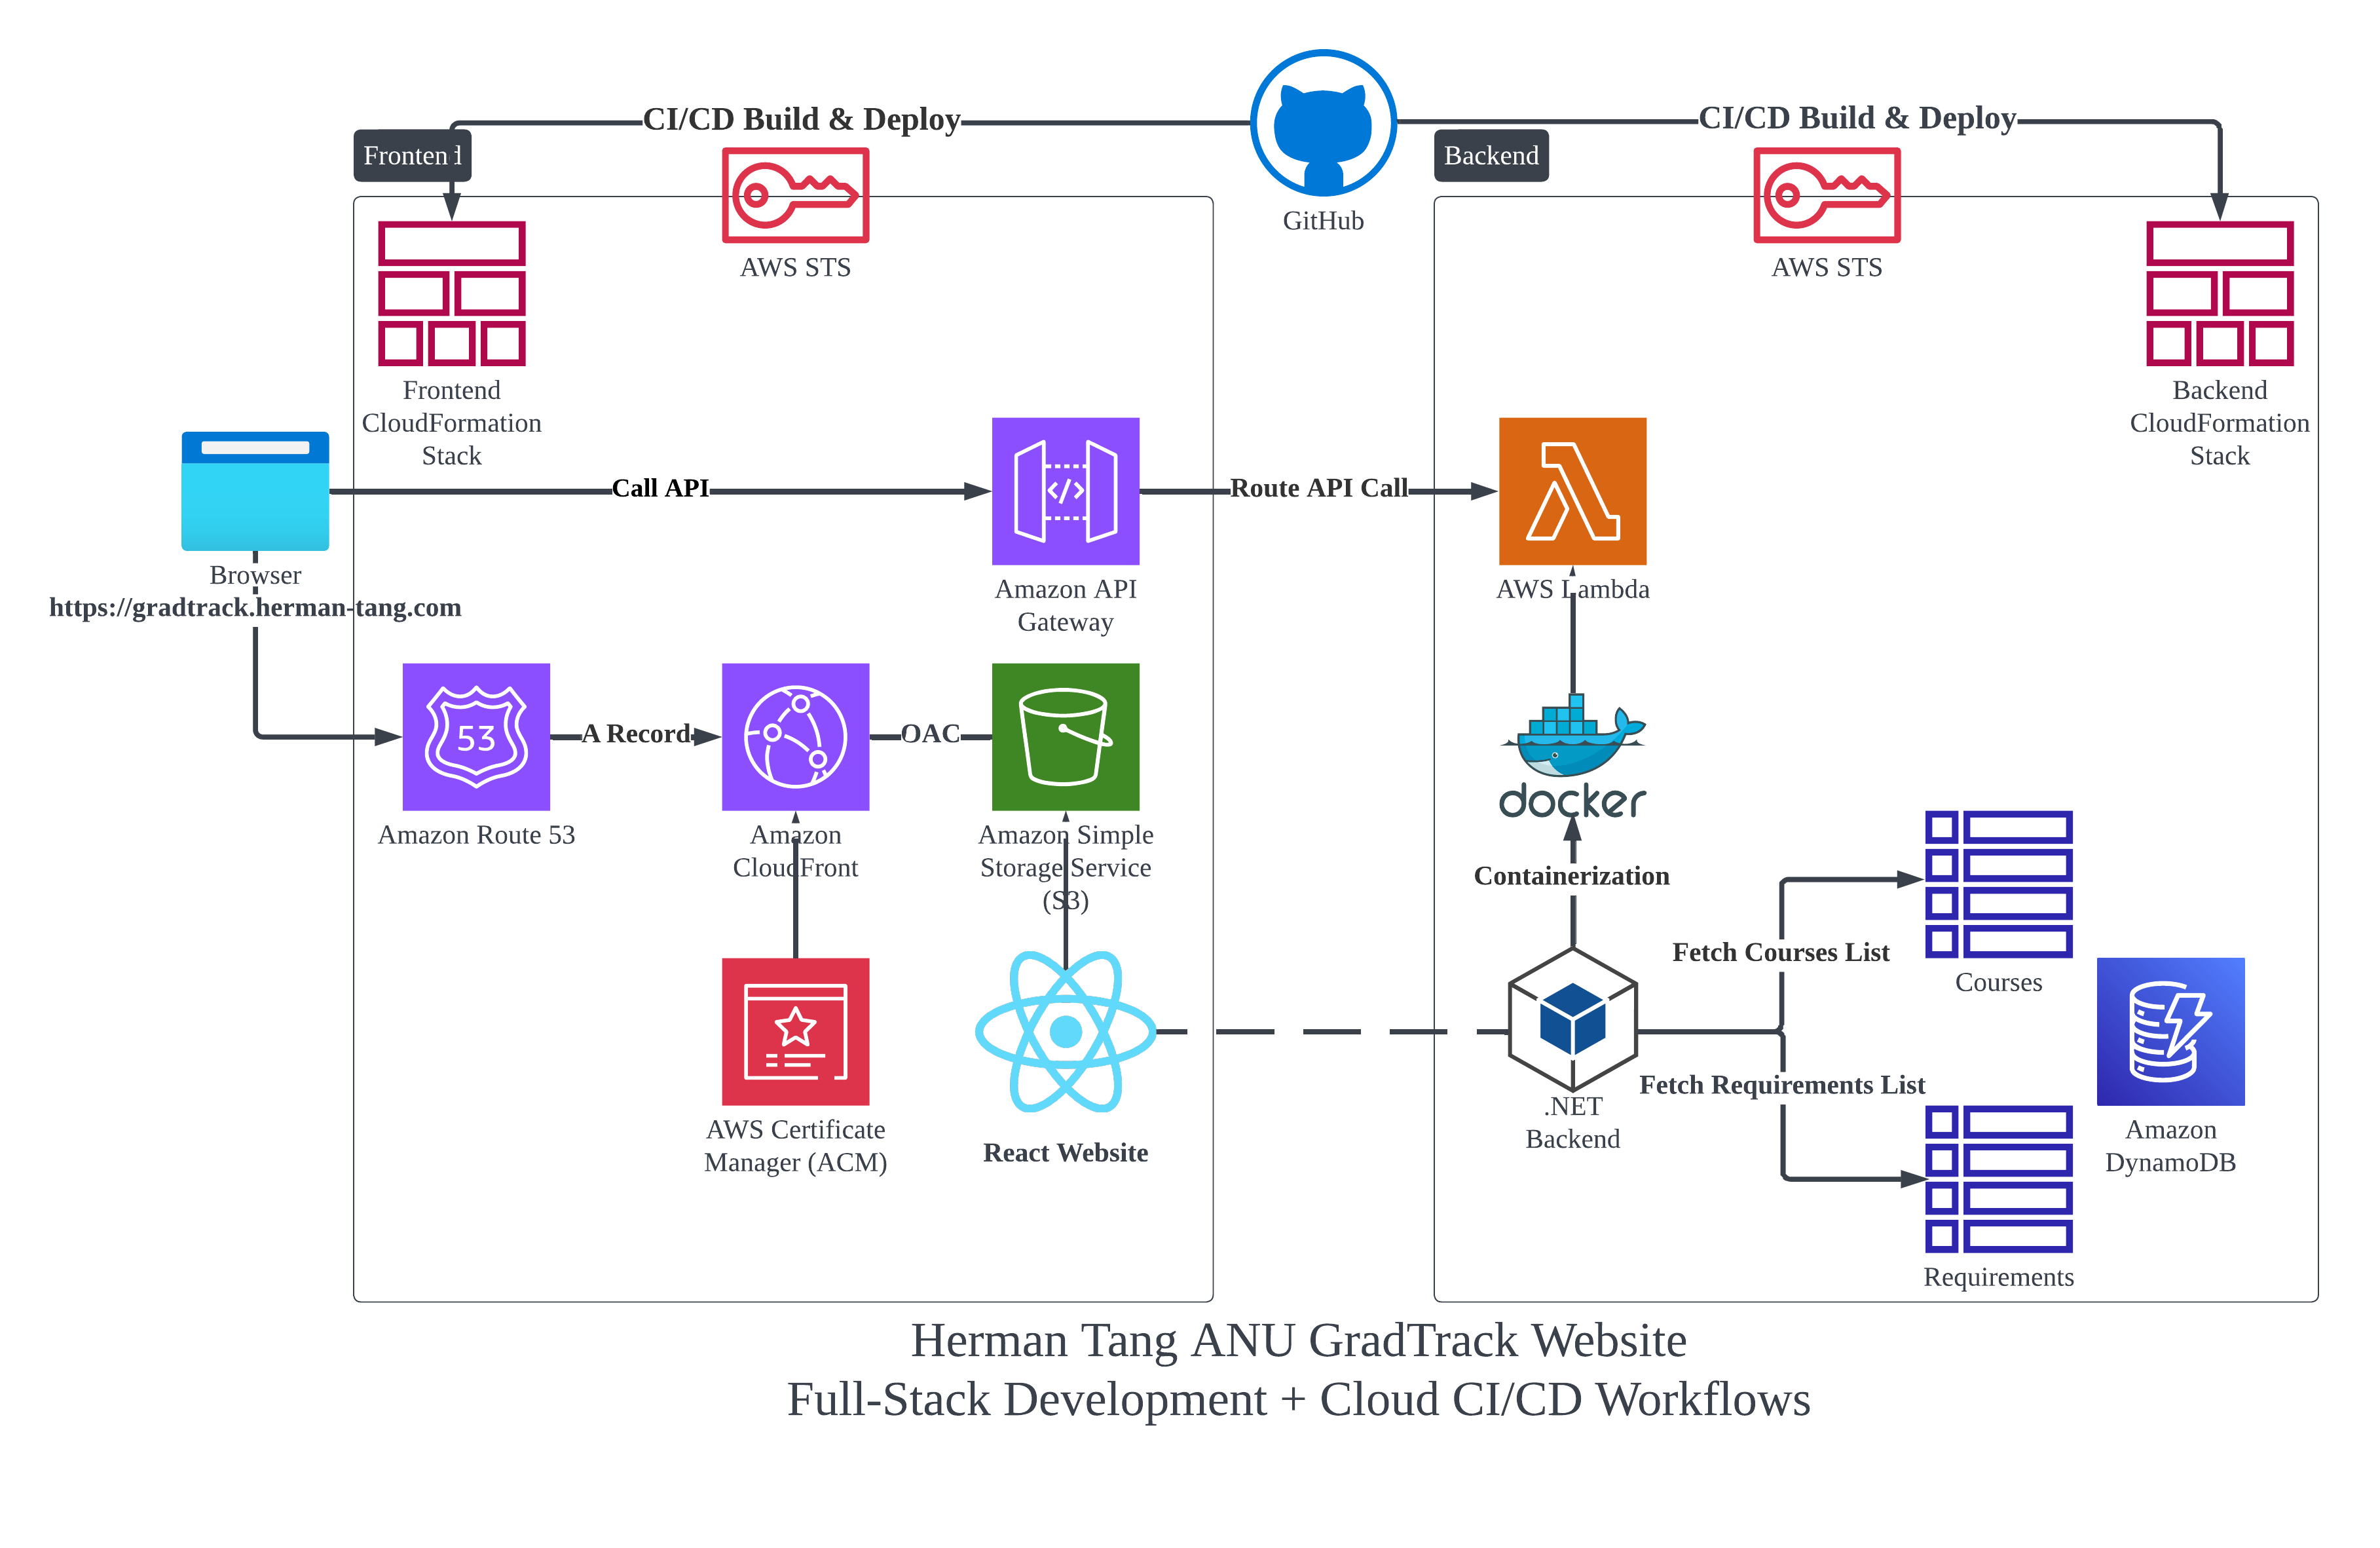 CI/CD Build & Deploy
CI/CD Build & Deploy
Frontend
Backend
GitHub
AWS STS
AWS STS
Frontend
CloudFormation
Stack
Backend
CloudFormation
Stack
Call API
Route API Call
Browser
https://gradtrack.herman-tang.com
Amazon API
Gateway
AWS Lambda
53
A Record
OAC
docker
Amazon Route 53
Amazon
CloudFront
Amazon Simple
Storage Service
(S3)
Containerization
Fetch Courses List
Courses
Fetch Requirements List
.NET
Backend
AWS Certificate
Manager (ACM)
React Website
Amazon
DynamoDB
Requirements
Herman Tang ANU GradTrack Website
Full-Stack Development + Cloud CI/CD Workflows